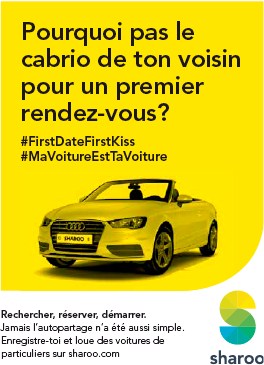 Pourquoi pas le
cabrio de ton voisin
pour un premier
rendez-vous?
#FirstDateFirstKiss
#MaVoitureEstTaVoiture
SHAROO
Rechercher, réserver, démarrer.
Jamais l'autopartage n'a été aussi simple.
Enregistre-toi et loue des voitures de
particuliers sur sharoo.com
sharoo